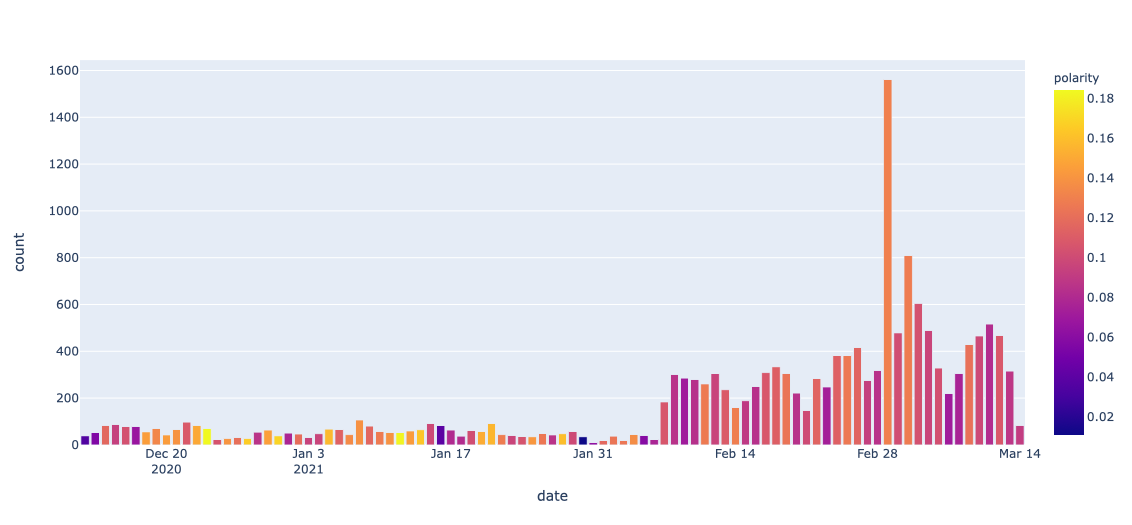 polarity
1600
1400
1200
1000
800
600
400
200
0
count
0.18
0.16
0.14
0.12
0.1
0.08
0.06
0.04
0.02
Dec 20
2020
Jan 3
2021
Jan 17
Jan 31
Feb 14
Feb 28
Mar 14
date